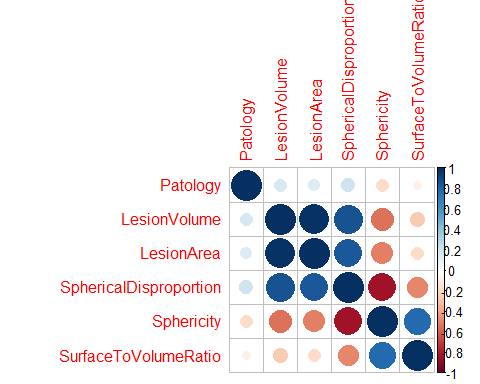 Patology
LesionVolume
LesionArea
SphericalDisproportion
Sphericity
SurfaceToVolumeRatio
Patology
LesionVolume
LesionArea
SphericalDisproportion
Sphericity
SurfaceToVolumeRatio
1
0.8
0.6
0.4
0.2
0
-0.2
-0.4
-0.6
-0.8
-1